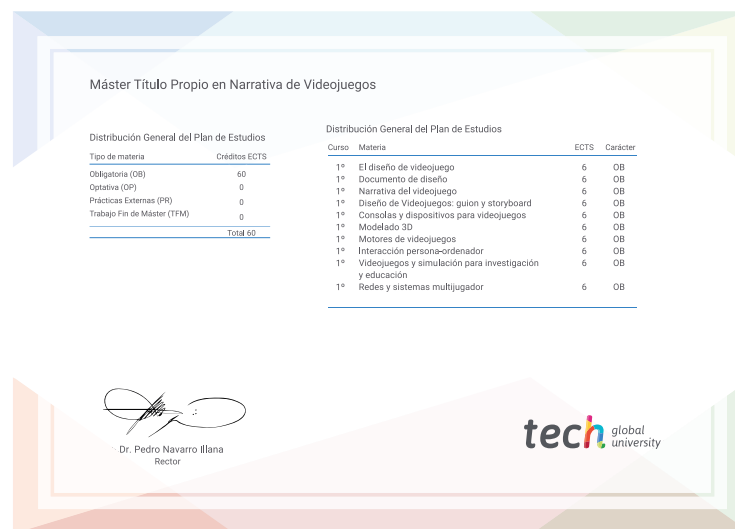 Máster Título Propio en Narrativa de Videojuegos
Distribución General del Plan de Estudios
Tipo de materia Créditos ECTS
Obligatoria (OB) 60
Optativa (OP) 0
Prácticas Externas (PR) 0
Trabajo Fin de Máster (TFM) 0
Total 60
Distribución General del Plan de Estudios
Curso Materia ECTS Carácter
1º El diseño de videojuego 6 OB
1º Documento de diseño 6 OB
1º Narrativa del videojuego 6 OB
1º Diseño de Videojuegos: guion y storyboard 6 OB
1º Consolas y dispositivos para videojuegos 6 OB
1º Modelado 3D 6 OB
1º Motores de videojuegos 6 OB
1º Interacción persona-ordenador 6 OB
1º Videojuegos y simulación para investigación 6 OB
y educación
1º Redes y sistemas multijugador 6 OB
Dr. Pedro Navarro Illana
Rector
tech global
university